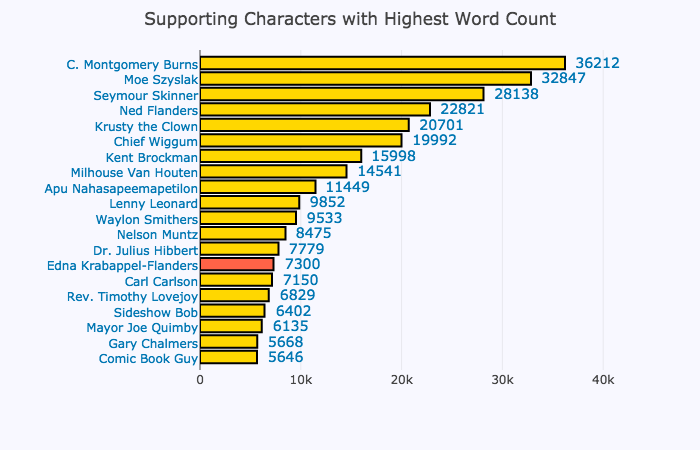 Supporting Characters with Highest Word Count
C. Montgomery Burns 36212
Moe Szyslak 32847
Seymour Skinner 28138
Ned Flanders 22821
Krusty the Clown 20701
Chief Wiggum 19992
Kent Brockman 15998
Milhouse Van Houten 14541
Apu Nahasapeemapetilon 11449
Lenny Leonard 9852
Waylon Smithers 9533
Nelson Muntz 8475
Dr. Julius Hibbert 7779
Edna Krabappel-Flanders 7300
Carl Carlson 7150
Rev. Timothy Lovejoy 6829
Sideshow Bob 6402
Mayor Joe Quimby 6135
Gary Chalmers 5668
Comic Book Guy 5646
0 10k 20k 30k 40k